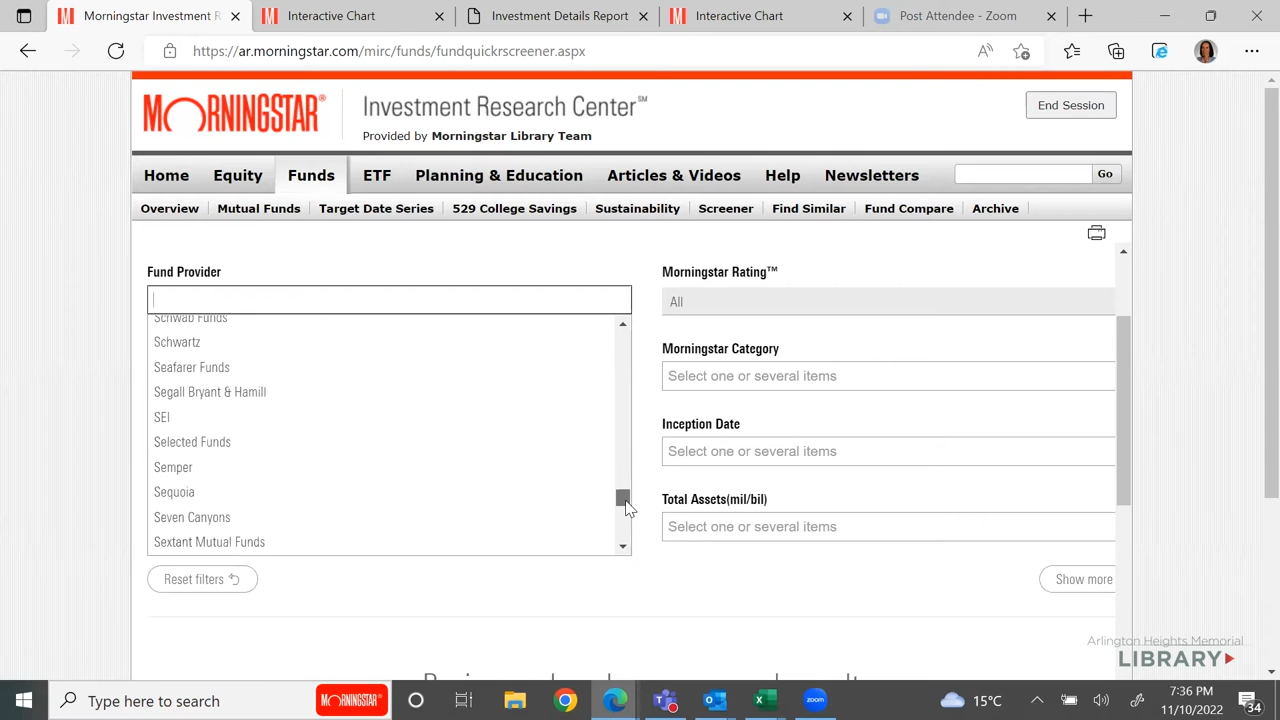 Morningstar Investment R
Interactive Chart
Investment Details Report
Interactive Chart
Post Attendee - Zoom
https://ar.morningstar.com/mirc/funds/fundquickrscreener.aspx
MORNINGSTAR®
Investment Research Center℠
Provided by Morningstar Library Team
End Session
Home Equity Funds ETF Planning & Education Articles & Videos Help Newsletters Go
Overview Mutual Funds Target Date Series 529 College Savings Sustainability Screener Find Similar Fund Compare Archive
Fund Provider
Schwab Funds
Schwartz
Seafarer Funds
Segall Bryant & Hamill
SEI
Selected Funds
Semper
Sequoia
Seven Canyons
Sextant Mutual Funds
Reset filters
Morningstar Rating™
All
Morningstar Category
Select one or several items
Inception Date
Select one or several items
Total Assets(mil/bil)
Select one or several items
Show more
Arlington Heights Memorial
LIBRARY
Type here to search
MORNINGSTAR
zoom
15°C
7:36 PM
11/10/2022
34